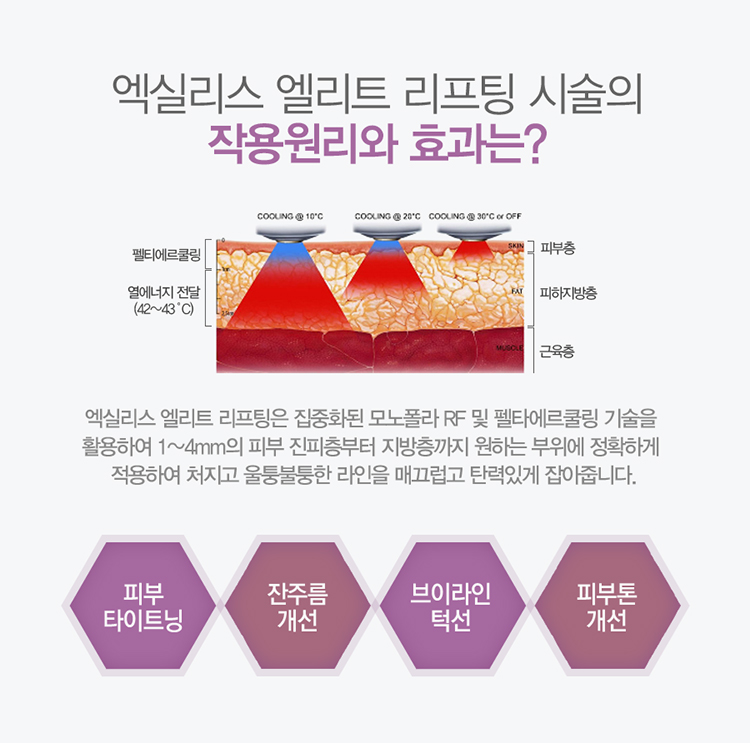 엑실리스 엘리트 리프팅 시술의
작용원리와 효과는?
COOLING @ 10°C
COOLING @ 20°C
COOLING @ 30°C or OFF
펠티에르쿨링
열에너지 전달
(42~43˚C)
0
SKIN
FAT
MUSCLE
피부층
피하지방층
근육층
엑실리스 엘리트 리프팅은 집중화된 모노폴라 RF 및 펠타에르쿨링 기술을
활용하여 1~4mm의 피부 진피층부터 지방층까지 원하는 부위에 정확하게
적용하여 처지고 울퉁불퉁한 라인을 매끄럽고 탄력있게 잡아줍니다.
피부
타이트닝
잔주름
개선
브이라인
턱선
피부톤
개선